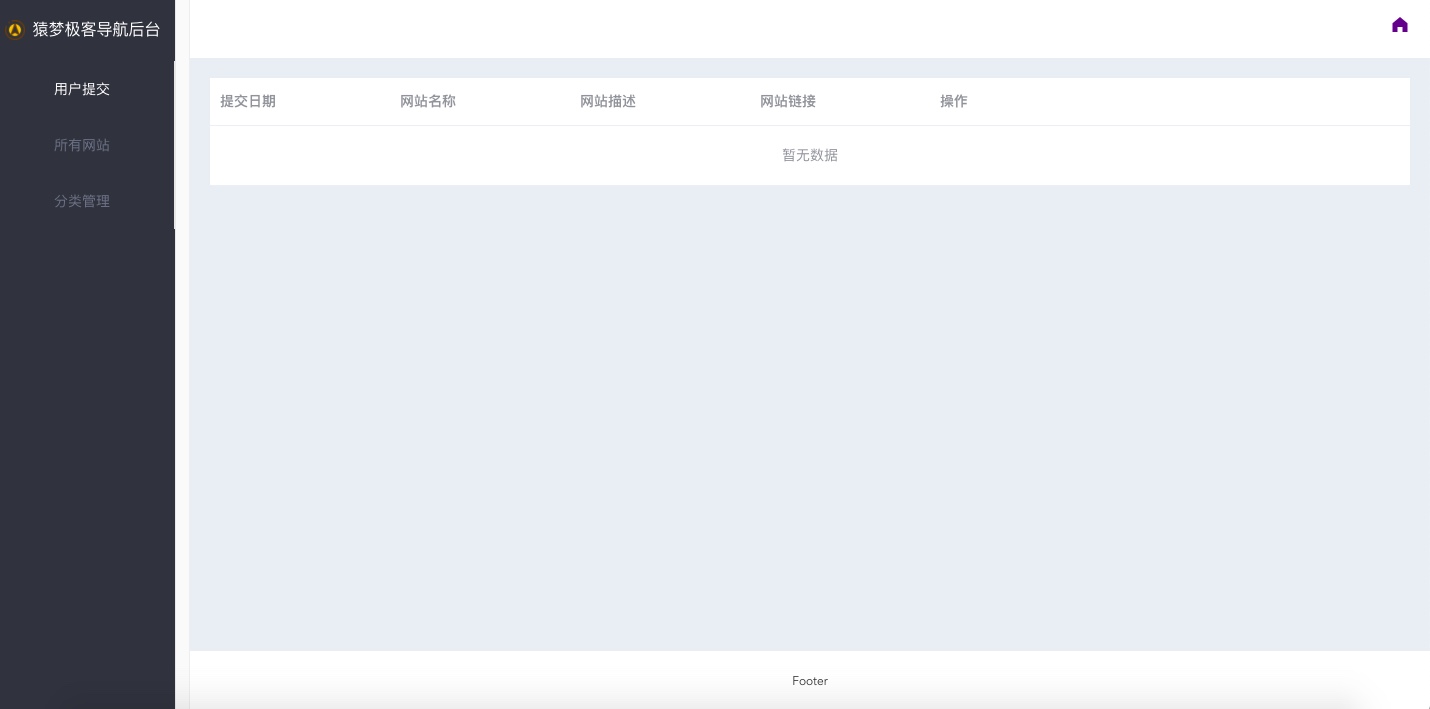 猿梦极客导航后台
用户提交
所有网站
分类管理
提交日期 网站名称 网站描述 网站链接 操作
暂无数据
Footer